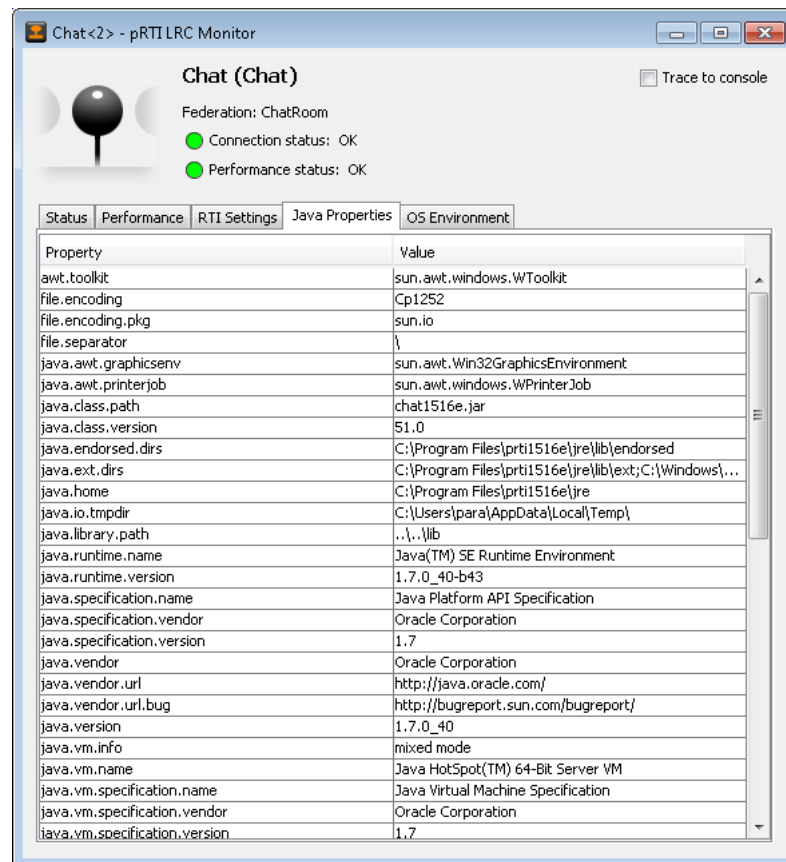 Chat<2> - pRTI LRC Monitor
Chat (Chat)
Trace to console
Federation: ChatRoom
Connection status: OK
Performance status: OK
Status Performance RTI Settings Java Properties OS Environment
Property Value
awt.toolkit sun.awt.windows.WToolkit
file.encoding Cp1252
file.encoding.pkg sun.io
file.separator \
java.awt.graphicsenv sun.awt.Win32GraphicsEnvironment
java.awt.printerjob sun.awt.windows.WPrinterJob
java.class.path chat1516e.jar
java.class.version 51.0
java.endorsed.dirs C:\Program Files\prti1516e\jre\lib\endorsed
java.ext.dirs C:\Program Files\prti1516e\jre\lib\ext;C:\Windows\...
java.home C:\Program Files\prti1516e\jre
java.io.tmpdir C:\Users\para\AppData\Local\Temp\
java.library.path ..\..\lib
java.runtime.name Java(TM) SE Runtime Environment
java.runtime.version 1.7.0_40-b43
java.specification.name Java Platform API Specification
java.specification.vendor Oracle Corporation
java.specification.version 1.7
java.vendor Oracle Corporation
java.vendor.url http://java.oracle.com/
java.vendor.url.bug http://bugreport.sun.com/bugreport/
java.version 1.7.0_40
java.vm.info mixed mode
java.vm.name Java HotSpot(TM) 64-Bit Server VM
java.vm.specification.name Java Virtual Machine Specification
java.vm.specification.vendor Oracle Corporation
java.vm.specification.version 1.7